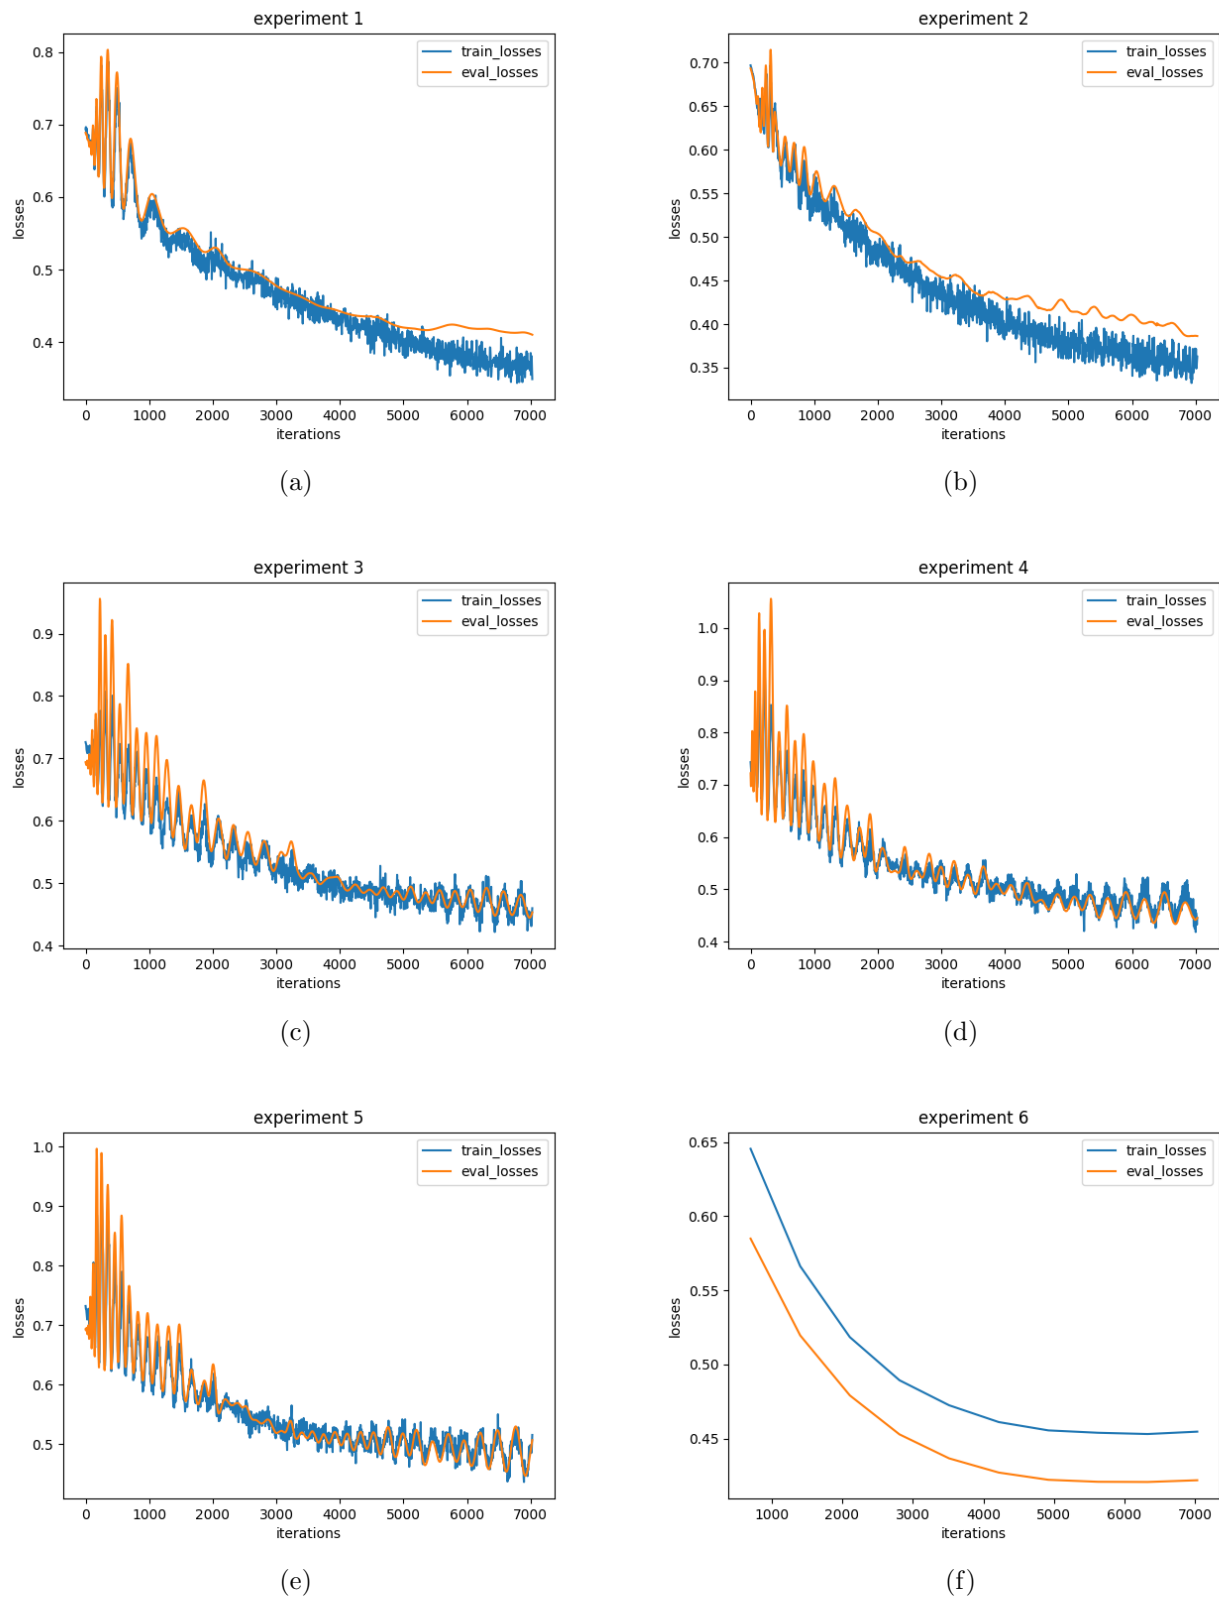 experiment 1
0.8
0.7
0.6
0.5
0.4
losses
train_losses
eval_losses
0 1000 2000 3000 4000 5000 6000 7000
iterations
(a)
experiment 2
0.70
0.65
0.60
0.55
0.50
0.45
0.40
0.35
losses
train_losses
eval_losses
0 1000 2000 3000 4000 5000 6000 7000
iterations
(b)
experiment 3
0.9
0.8
0.7
0.6
0.5
0.4
losses
train_losses
eval_losses
0 1000 2000 3000 4000 5000 6000 7000
iterations
(c)
experiment 4
1.0
0.9
0.8
0.7
0.6
0.5
0.4
losses
train_losses
eval_losses
0 1000 2000 3000 4000 5000 6000 7000
iterations
(d)
experiment 5
1.0
0.9
0.8
0.7
0.6
0.5
losses
train_losses
eval_losses
0 1000 2000 3000 4000 5000 6000 7000
iterations
(e)
experiment 6
0.65
0.60
0.55
0.50
0.45
losses
train_losses
eval_losses
1000 2000 3000 4000 5000 6000 7000
iterations
(f)